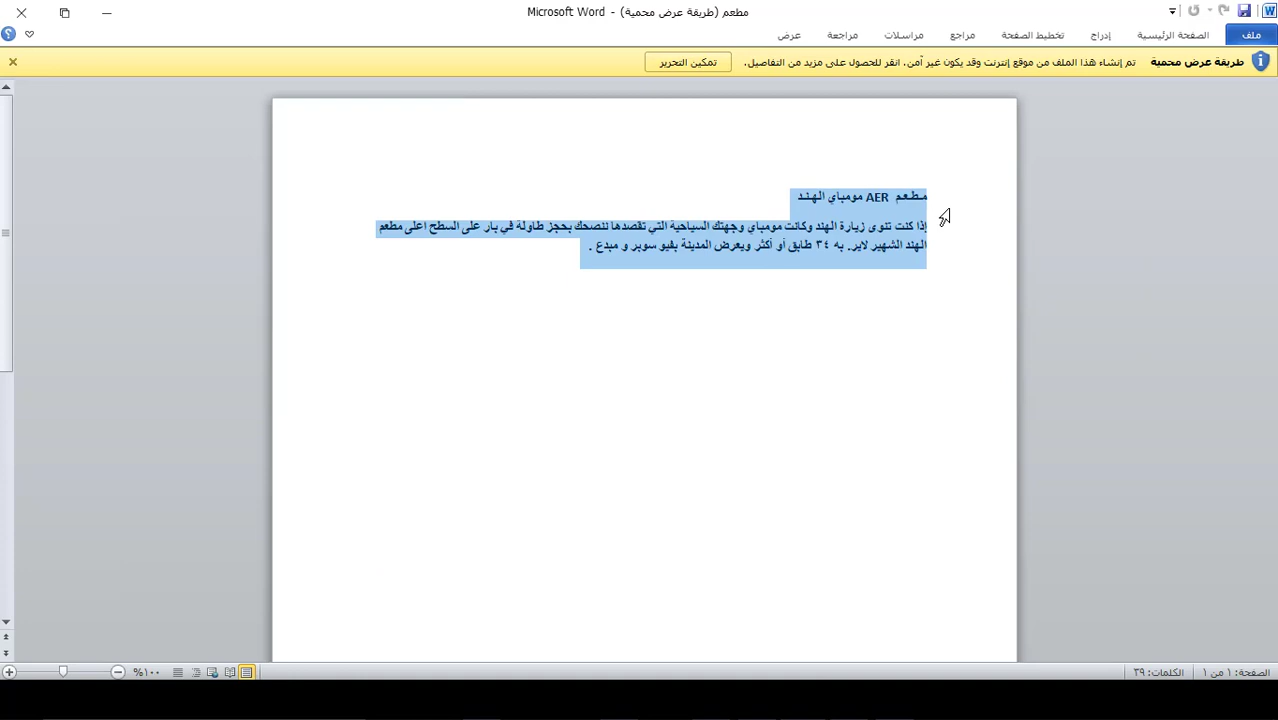 مطعم (طريقة عرض محمية) - Microsoft Word
ملف الصفحة الرئيسية إدراج تخطيط الصفحة مراجع مراسلات مراجعة عرض
طريقة عرض محمية تم إنشاء هذا الملف من موقع إنترنت وقد يكون غير آمن. انقر للحصول على مزيد من التفاصيل. تمكين التحرير
مـطـعـم AER مومباي الهـنـد
إذا كنت تنوى زيارة الهند وكانت مومباي وجهتك السياحية التي تقصدها ننصحك بحجز طاولة في بار على السطح اعلى مطعم
الهند الشهير لاير. به ٣٤ طابق أو أكثر ويعرض المدينة بفيو سوبر و مبدع .
الصفحة: ١ من ١ الكلمات: ٣٩ ١٠٠%